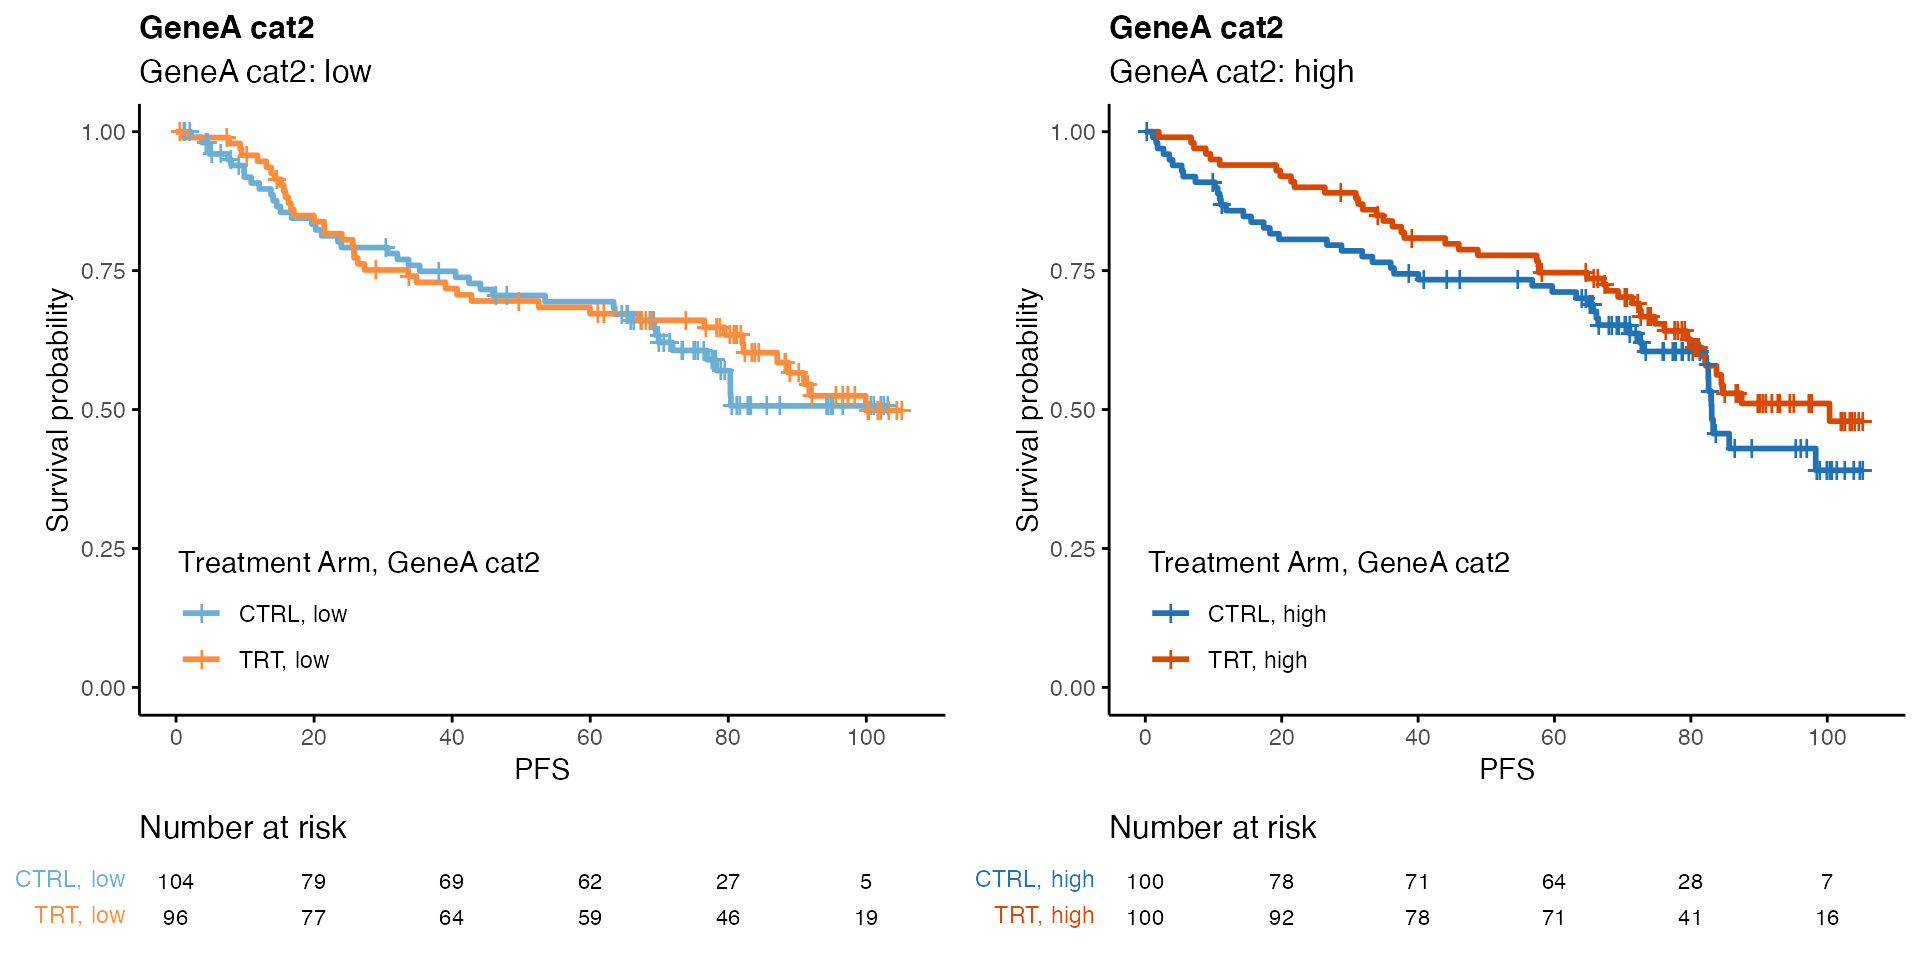 GeneA cat2
GeneA cat2: low
1.00
0.75
0.50
0.25
0.00
Survival probability
Treatment Arm, GeneA cat2
CTRL, low
TRT, low
0 20 40 60 80 100
PFS
Number at risk
CTRL, low 104 79 69 62 27 5
TRT, low 96 77 64 59 46 19
GeneA cat2
GeneA cat2: high
1.00
0.75
0.50
0.25
0.00
Survival probability
Treatment Arm, GeneA cat2
CTRL, high
TRT, high
0 20 40 60 80 100
PFS
Number at risk
CTRL, high 100 78 71 64 28 7
TRT, high 100 92 78 71 41 16